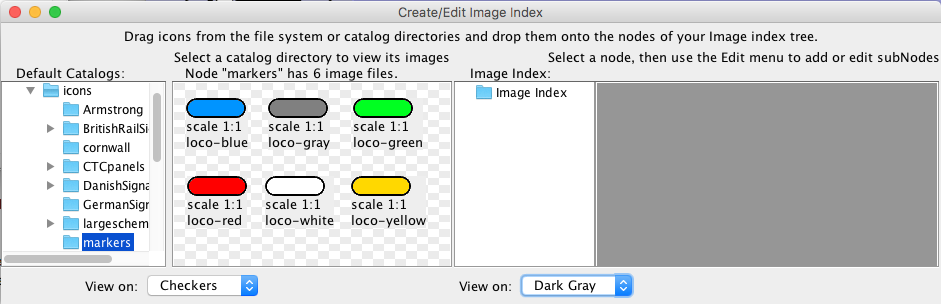 Create/Edit Image Index
Drag icons from the file system or catalog directories and drop them onto the nodes of your Image index tree.
Select a catalog directory to view its images
Select a node, then use the Edit menu to add or edit subNodes
Default Catalogs:
Node "markers" has 6 image files.
Image Index:
icons
Armstrong
BritishRailSi
cornwall
CTCpanels
DanishSigna
GermanSign
largeschem
markers
scale 1:1
loco-blue
scale 1:1
loco-gray
scale 1:1
loco-green
scale 1:1
loco-red
scale 1:1
loco-white
scale 1:1
loco-yellow
Image Index
View on:
Checkers
View on:
Dark Gray